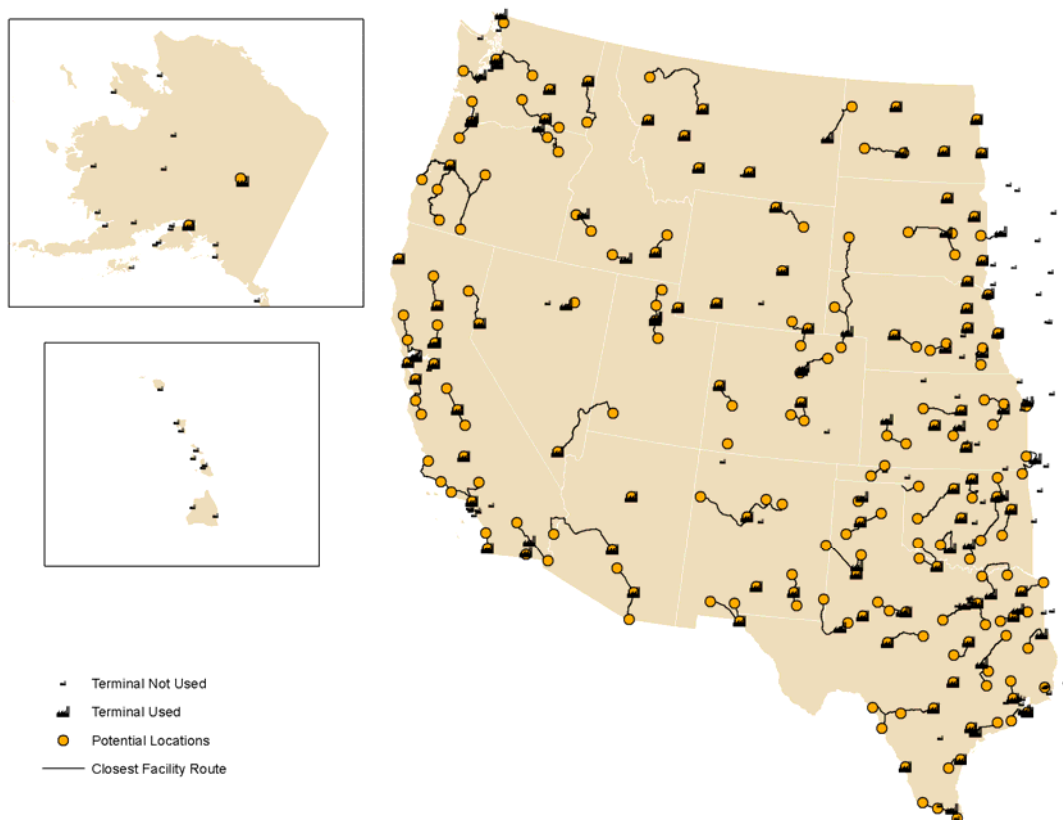 Terminal Not Used
Terminal Used
Potential Locations
Closest Facility Route